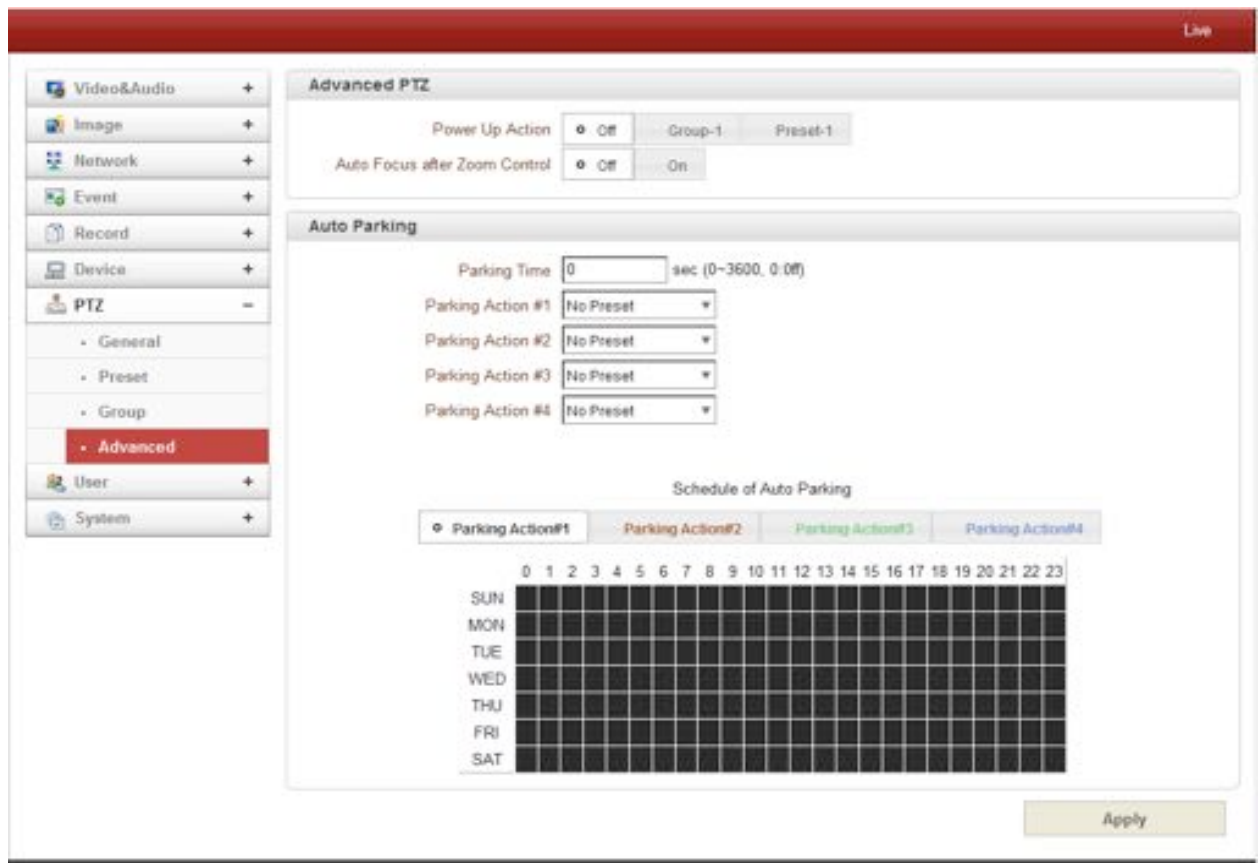 Live
Video&Audio +
Image +
Network +
Event +
Record +
Device +
PTZ -
• General
• Preset
• Group
• Advanced
User +
System +
Advanced PTZ
Power Up Action Off Group-1 Preset-1
Auto Focus after Zoom Control Off On
Auto Parking
Parking Time 0 sec (0~3600, 0:0ff)
Parking Action #1 No Preset
Parking Action #2 No Preset
Parking Action #3 No Preset
Parking Action #4 No Preset
Schedule of Auto Parking
Parking Action#1 Parking Action#2 Parking Action#3 Parking Action#4
0 1 2 3 4 5 6 7 8 9 10 11 12 13 14 15 16 17 18 19 20 21 22 23
SUN
MON
TUE
WED
THU
FRI
SAT
Apply